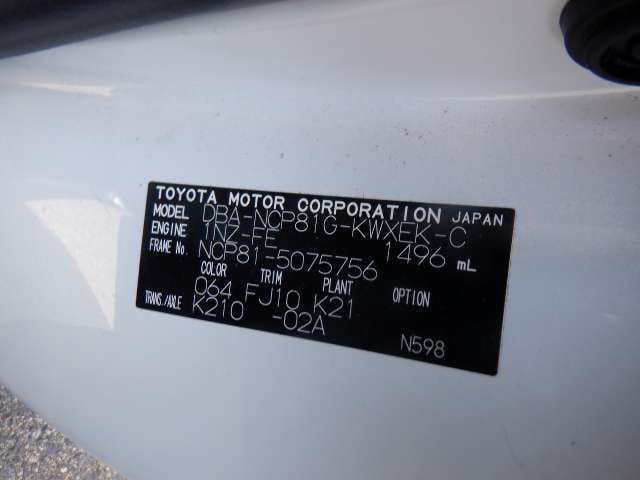 TOYOTA MOTOR CORPORATION JAPAN
MODEL DBA-NCP81G-KWXEK-C
ENGINE 1NZ-FE 1496 mL
FRAME No. NCP81-5075756
COLOR TRIM PLANT OPTION
064 FJ10 K21
TRANS./AXLE K210 -02A
N598